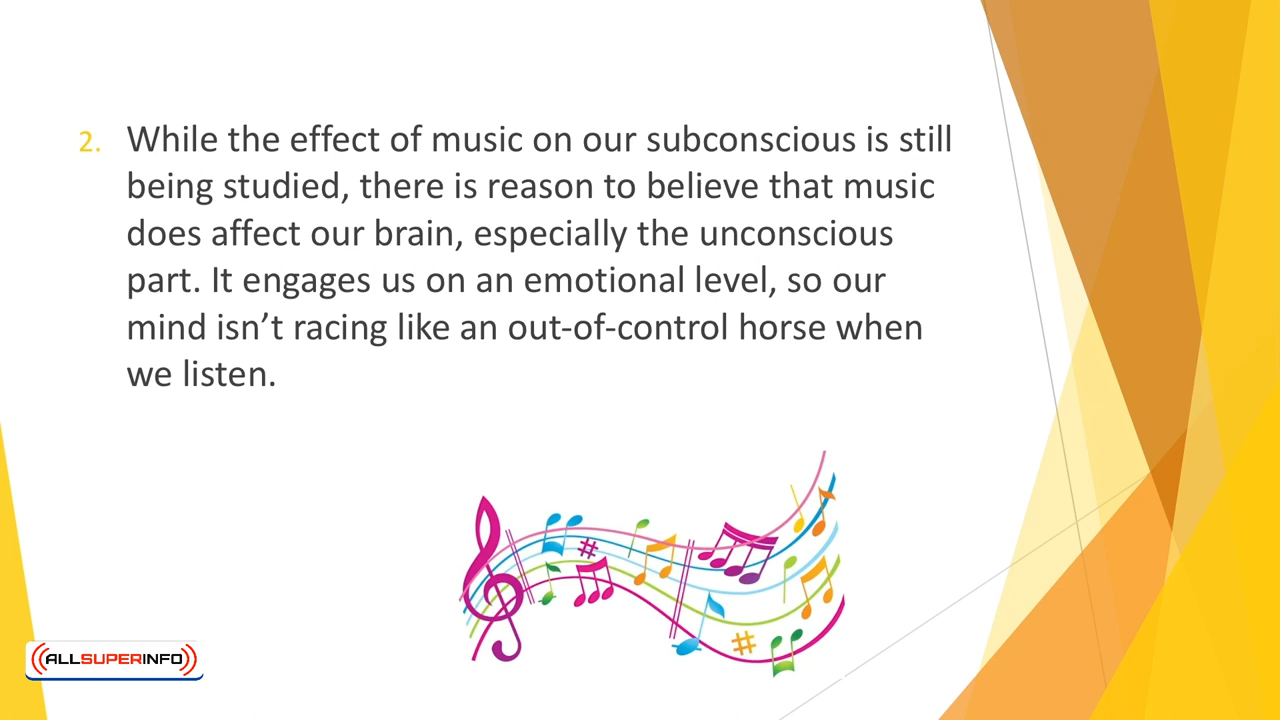 2. While the effect of music on our subconscious is still
being studied, there is reason to believe that music
does affect our brain, especially the unconscious
part. It engages us on an emotional level, so our
mind isn’t racing like an out-of-control horse when
we listen.
ALLSUPERINFO